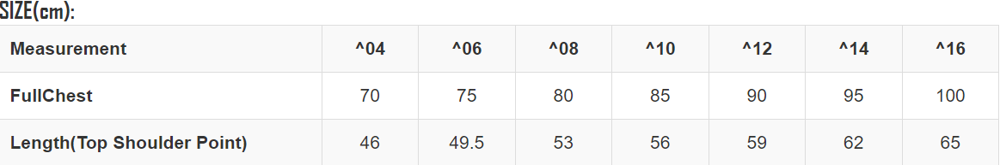 SIZE(cm):
Measurement ^04 ^06 ^08 ^10 ^12 ^14 ^16
FullChest 70 75 80 85 90 95 100
Length(Top Shoulder Point) 46 49.5 53 56 59 62 65